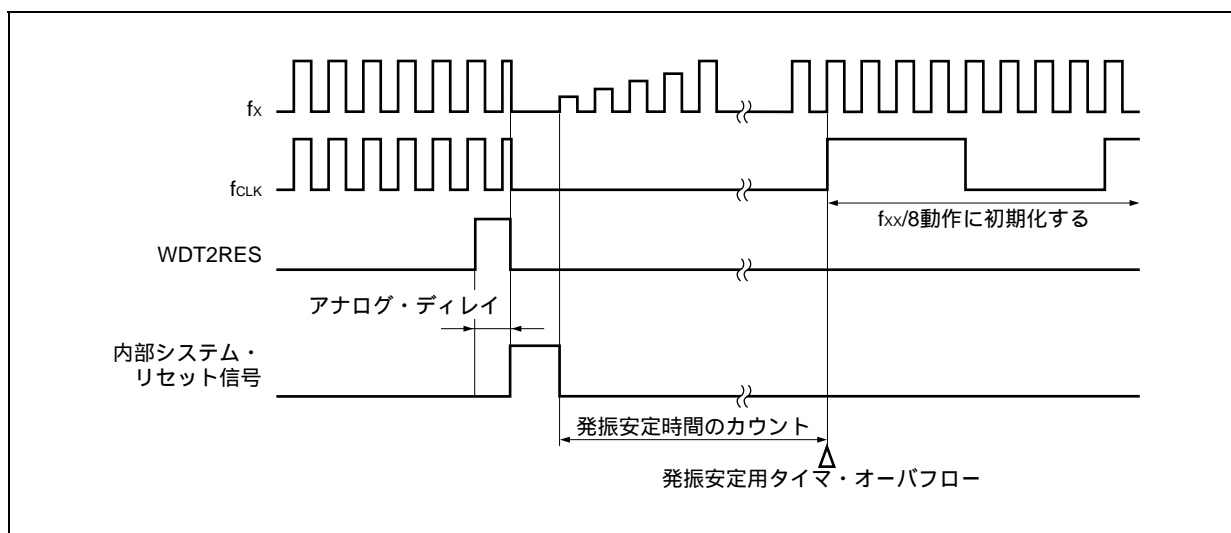 fX
fCLK
fXX/8動作に初期化する
WDT2RES
アナログ・ディレイ
内部システム・
リセット信号
発振安定時間のカウント
発振安定用タイマ・オーバフロー